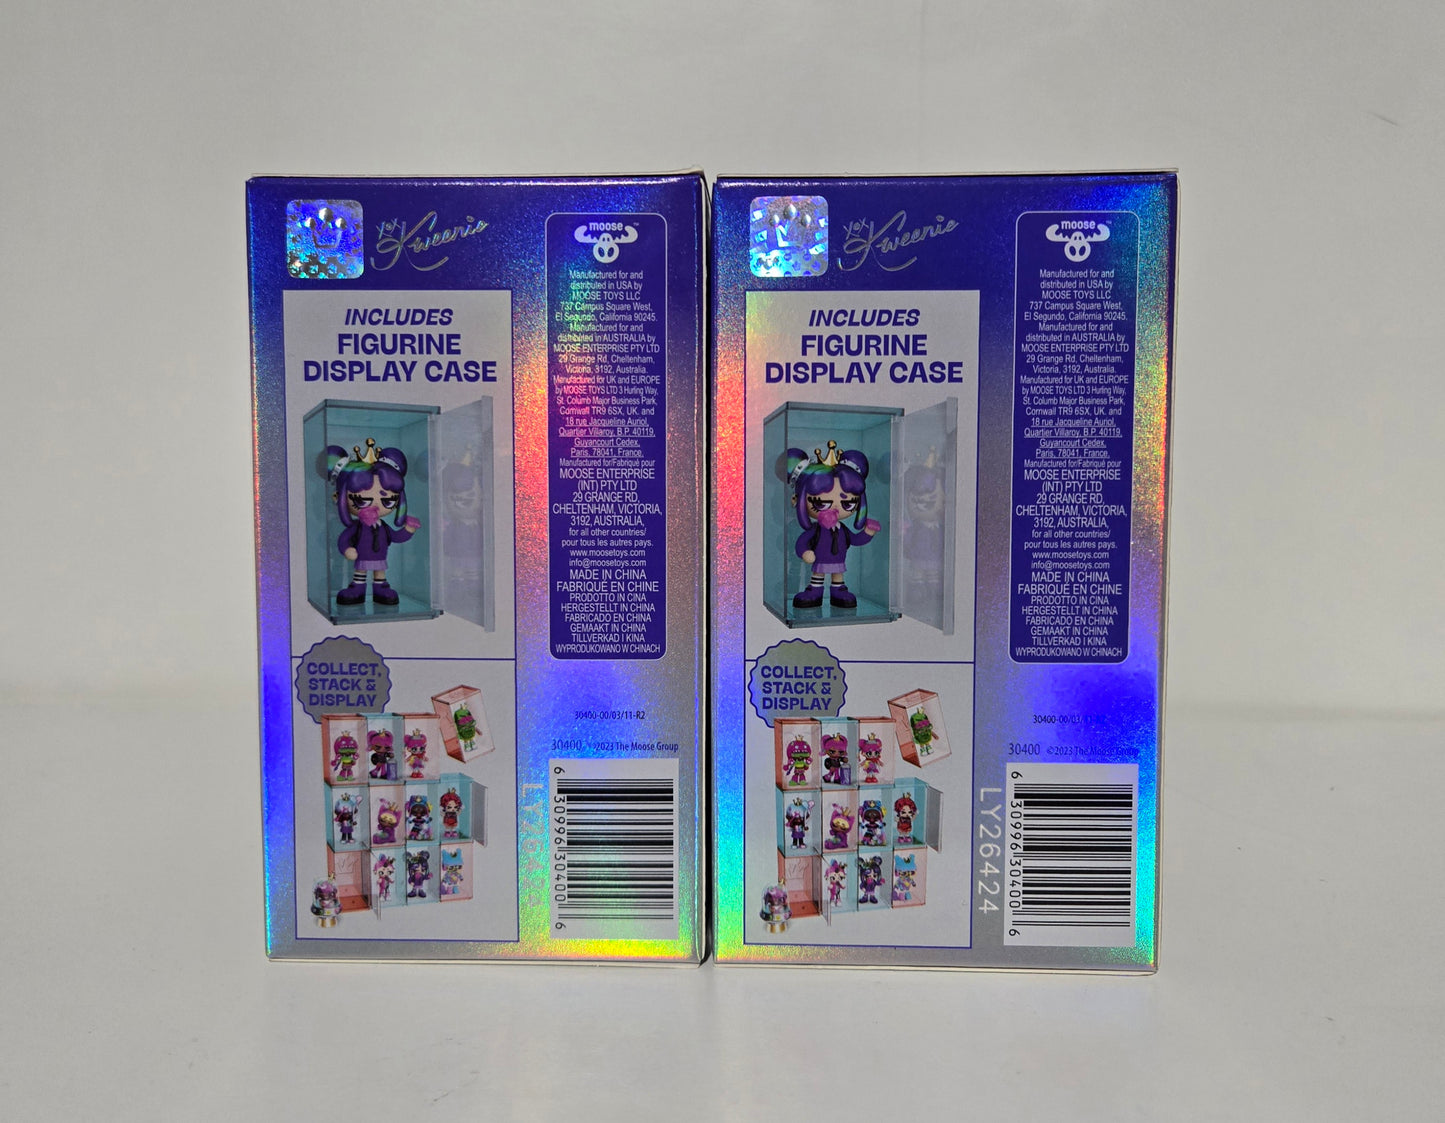 yay
Kweenie
INCLUDES
FIGURINE
DISPLAY CASE
COLLECT,
STACK &
DISPLAY
moose™
Manufactured for and
distributed in USA by
MOOSE TOYS LLC
737 Campus Square West,
El Segundo, California 90245.
Manufactured for and
distributed in AUSTRALIA by
MOOSE ENTERPRISE PTY LTD
29 Grange Rd, Cheltenham,
Victoria, 3192, Australia.
Manufactured for UK and EUROPE
by MOOSE TOYS LTD 3 Hurling Way,
St. Columb Major Business Park,
Cornwall TR9 6SX, UK. and
18 rue Jacqueline Auriol,
Quartier Villaroy, B.P. 40119,
Guyancourt Cedex,
Paris, 78041, France.
Manufactured for/Fabriqué pour
MOOSE ENTERPRISE
(INT) PTY LTD
29 GRANGE RD,
CHELTENHAM, VICTORIA,
3192, AUSTRALIA,
for all other countries/
pour tous les autres pays.
www.moosetoys.com
info@moosetoys.com
MADE IN CHINA
FABRIQUÉ EN CHINE
PRODOTTO IN CINA
HERGESTELLT IN CHINA
FABRICADO EN CHINA
GEMAAKT IN CHINA
TILLVERKAD I KINA
WYPRODUKOWANO W CHINACH
30400-00/03/11-R2
30400 ©2023 The Moose Group
6 30996 30400 6
yay
Kweenie
INCLUDES
FIGURINE
DISPLAY CASE
COLLECT,
STACK &
DISPLAY
moose™
Manufactured for and
distributed in USA by
MOOSE TOYS LLC
737 Campus Square West,
El Segundo, California 90245.
Manufactured for and
distributed in AUSTRALIA by
MOOSE ENTERPRISE PTY LTD
29 Grange Rd, Cheltenham,
Victoria, 3192, Australia.
Manufactured for UK and EUROPE
by MOOSE TOYS LTD 3 Hurling Way,
St. Columb Major Business Park,
Cornwall TR9 6SX, UK. and
18 rue Jacqueline Auriol,
Quartier Villaroy, B.P. 40119,
Guyancourt Cedex,
Paris, 78041, France.
Manufactured for/Fabriqué pour
MOOSE ENTERPRISE
(INT) PTY LTD
29 GRANGE RD,
CHELTENHAM, VICTORIA,
3192, AUSTRALIA,
for all other countries/
pour tous les autres pays.
www.moosetoys.com
info@moosetoys.com
MADE IN CHINA
FABRIQUÉ EN CHINE
PRODOTTO IN CINA
HERGESTELLT IN CHINA
FABRICADO EN CHINA
GEMAAKT IN CHINA
TILLVERKAD I KINA
WYPRODUKOWANO W CHINACH
30400-00/03/11-R2
30400 ©2023 The Moose Group
LY26424
6 30996 30400 6